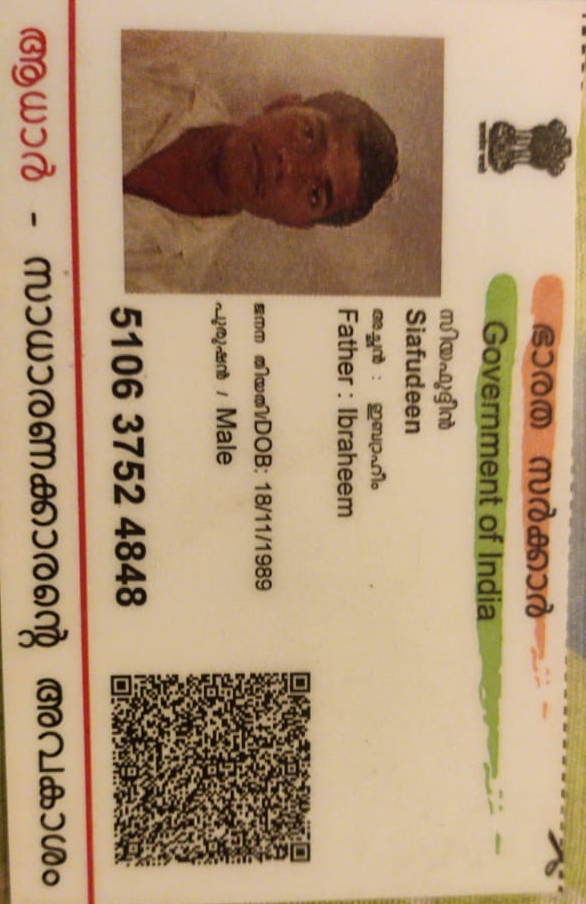 ഭാരത സർക്കാർ
Government of India
സിയഫുദ്ദീൻ
Siafudeen
അച്ഛൻ : ഇബ്രാഹീം
Father : Ibraheem
ജനന തിയതി/DOB: 18/11/1989
പുരുഷൻ / Male
5106 3752 4848
ആധാർ - സാധാരണക്കാരന്റെ അവകാശം